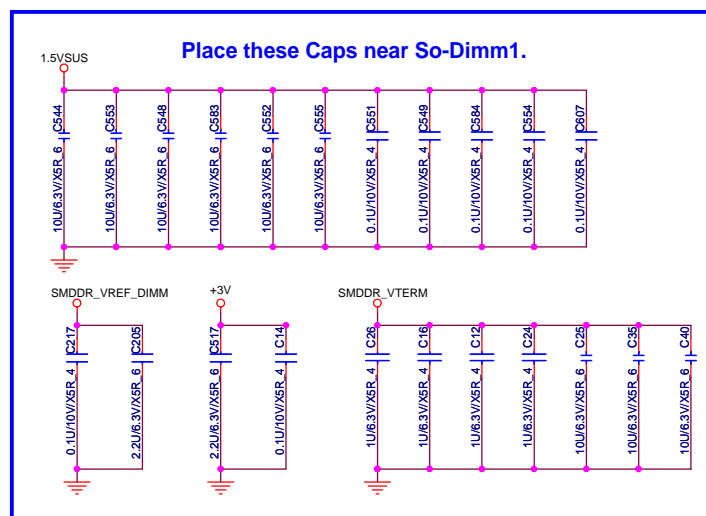 Place these Caps near So-Dimm1.
1.5VSUS
C544
10U/6.3V/X5R_6
C553
10U/6.3V/X5R_6
C548
10U/6.3V/X5R_6
C583
10U/6.3V/X5R_6
C552
10U/6.3V/X5R_6
C555
10U/6.3V/X5R_6
C551
0.1U/10V/X5R_4
C549
0.1U/10V/X5R_4
C584
0.1U/10V/X5R_4
C554
0.1U/10V/X5R_4
C607
0.1U/10V/X5R_4
SMDDR_VREF_DIMM
C217
0.1U/10V/X5R_4
C205
2.2U/6.3V/X5R_6
+3V
C517
2.2U/6.3V/X5R_6
C14
0.1U/10V/X5R_4
SMDDR_VTERM
C26
1U/6.3V/X5R_4
C16
1U/6.3V/X5R_4
C12
1U/6.3V/X5R_4
C24
1U/6.3V/X5R_4
C25
10U/6.3V/X5R_6
C35
10U/6.3V/X5R_6
C40
10U/6.3V/X5R_6